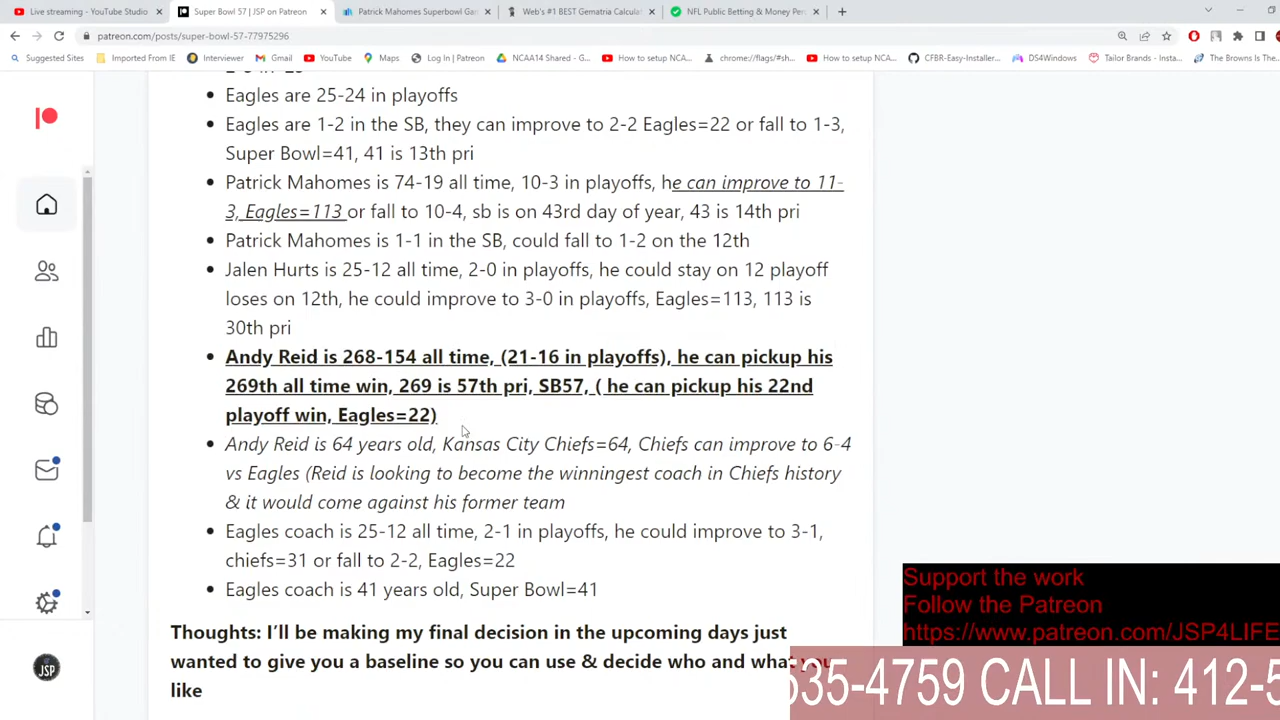 Live streaming - YouTube Studio
Super Bowl 57 | JSP on Patreon
Patrick Mahomes Superbowl Ga
Web's #1 BEST Gematria Calcula
NFL Public Betting & Money Per
patreon.com/posts/super-bowl-57-77975296
Suggested Sites
Imported From IE
Interviewer
Gmail
YouTube
Maps
Log In | Patreon
NCAA14 Shared - G...
How to setup NCA...
chrome://flags/#sh...
How to setup NCA...
CFBR-Easy-Installer...
DS4Windows
Tailor Brands - Insta...
The Browns Is The...
Eagles are 25-24 in playoffs
Eagles are 1-2 in the SB, they can improve to 2-2 Eagles=22 or fall to 1-3,
Super Bowl=41, 41 is 13th pri
Patrick Mahomes is 74-19 all time, 10-3 in playoffs, he can improve to 11-
3, Eagles=113 or fall to 10-4, sb is on 43rd day of year, 43 is 14th pri
Patrick Mahomes is 1-1 in the SB, could fall to 1-2 on the 12th
Jalen Hurts is 25-12 all time, 2-0 in playoffs, he could stay on 12 playoff
loses on 12th, he could improve to 3-0 in playoffs, Eagles=113, 113 is
30th pri
Andy Reid is 268-154 all time, (21-16 in playoffs), he can pickup his
269th all time win, 269 is 57th pri, SB57, ( he can pickup his 22nd
playoff win, Eagles=22)
Andy Reid is 64 years old, Kansas City Chiefs=64, Chiefs can improve to 6-4
vs Eagles (Reid is looking to become the winningest coach in Chiefs history
& it would come against his former team
Eagles coach is 25-12 all time, 2-1 in playoffs, he could improve to 3-1,
chiefs=31 or fall to 2-2, Eagles=22
Eagles coach is 41 years old, Super Bowl=41
Thoughts: I'll be making my final decision in the upcoming days just
wanted to give you a baseline so you can use & decide who and what you
like
JSP
Support the work
Follow the Patreon
https://www.patreon.com/JSP4LIFE
535-4759 CALL IN: 412-5